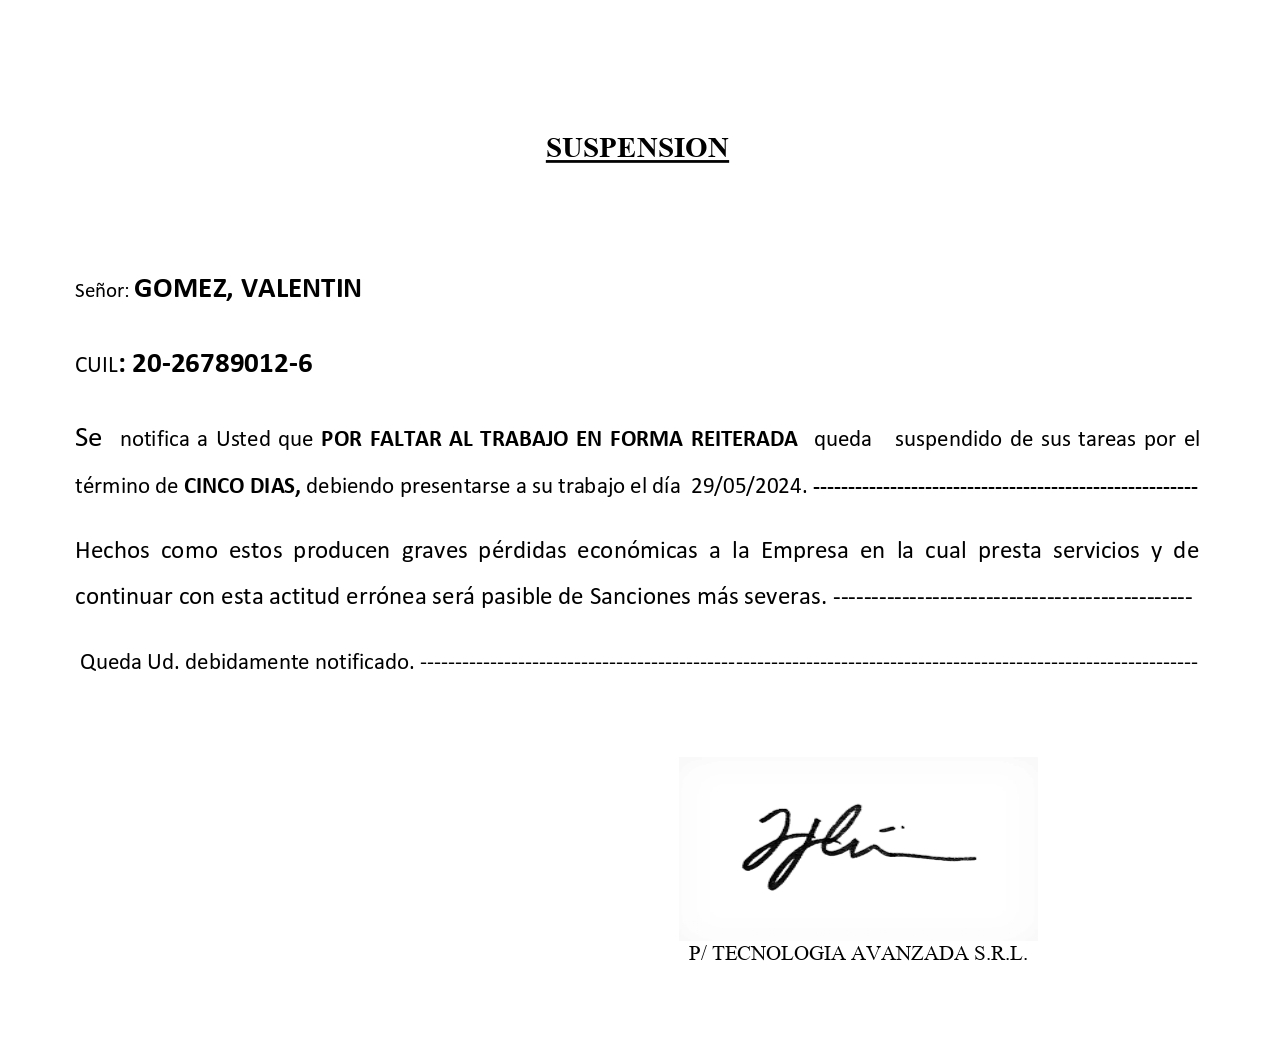 SUSPENSION
Señor: GOMEZ, VALENTIN
CUIL: 20-26789012-6
Se notifica a Usted que POR FALTAR AL TRABAJO EN FORMA REITERADA queda suspendido de sus tareas por el
término de CINCO DIAS, debiendo presentarse a su trabajo el día 29/05/2024. -------------------------------------------------------
Hechos como estos producen graves pérdidas económicas a la Empresa en la cual presta servicios y de
continuar con esta actitud errónea será pasible de Sanciones más severas. -----------------------------------------------
Queda Ud. debidamente notificado. ---------------------------------------------------------------------------------------------------------------
P/ TECNOLOGIA AVANZADA S.R.L.